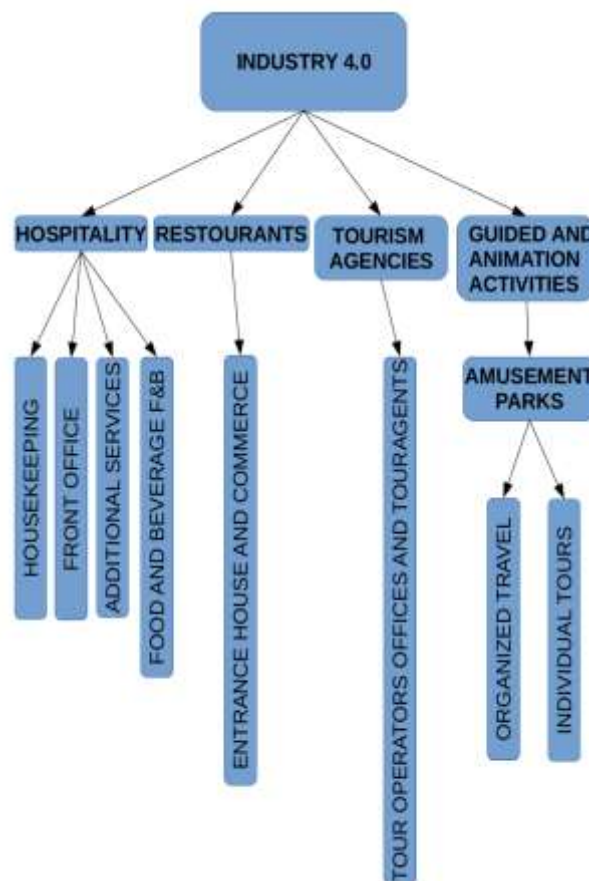 INDUSTRY 4.0
HOSPITALITY
RESTOURANTS
TOURISM
AGENCIES
GUIDED AND
ANIMATION
ACTIVITIES
HOUSEKEEPING
FRONT OFFICE
ADDITIONAL SERVICES
FOOD AND BEVERAGE F&B
ENTRANCE HOUSE AND COMMERCE
TOUR OPERATORS OFFICES AND TOURAGENTS
AMUSEMENT
PARKS
ORGANIZED TRAVEL
INDIVIDUAL TOURS